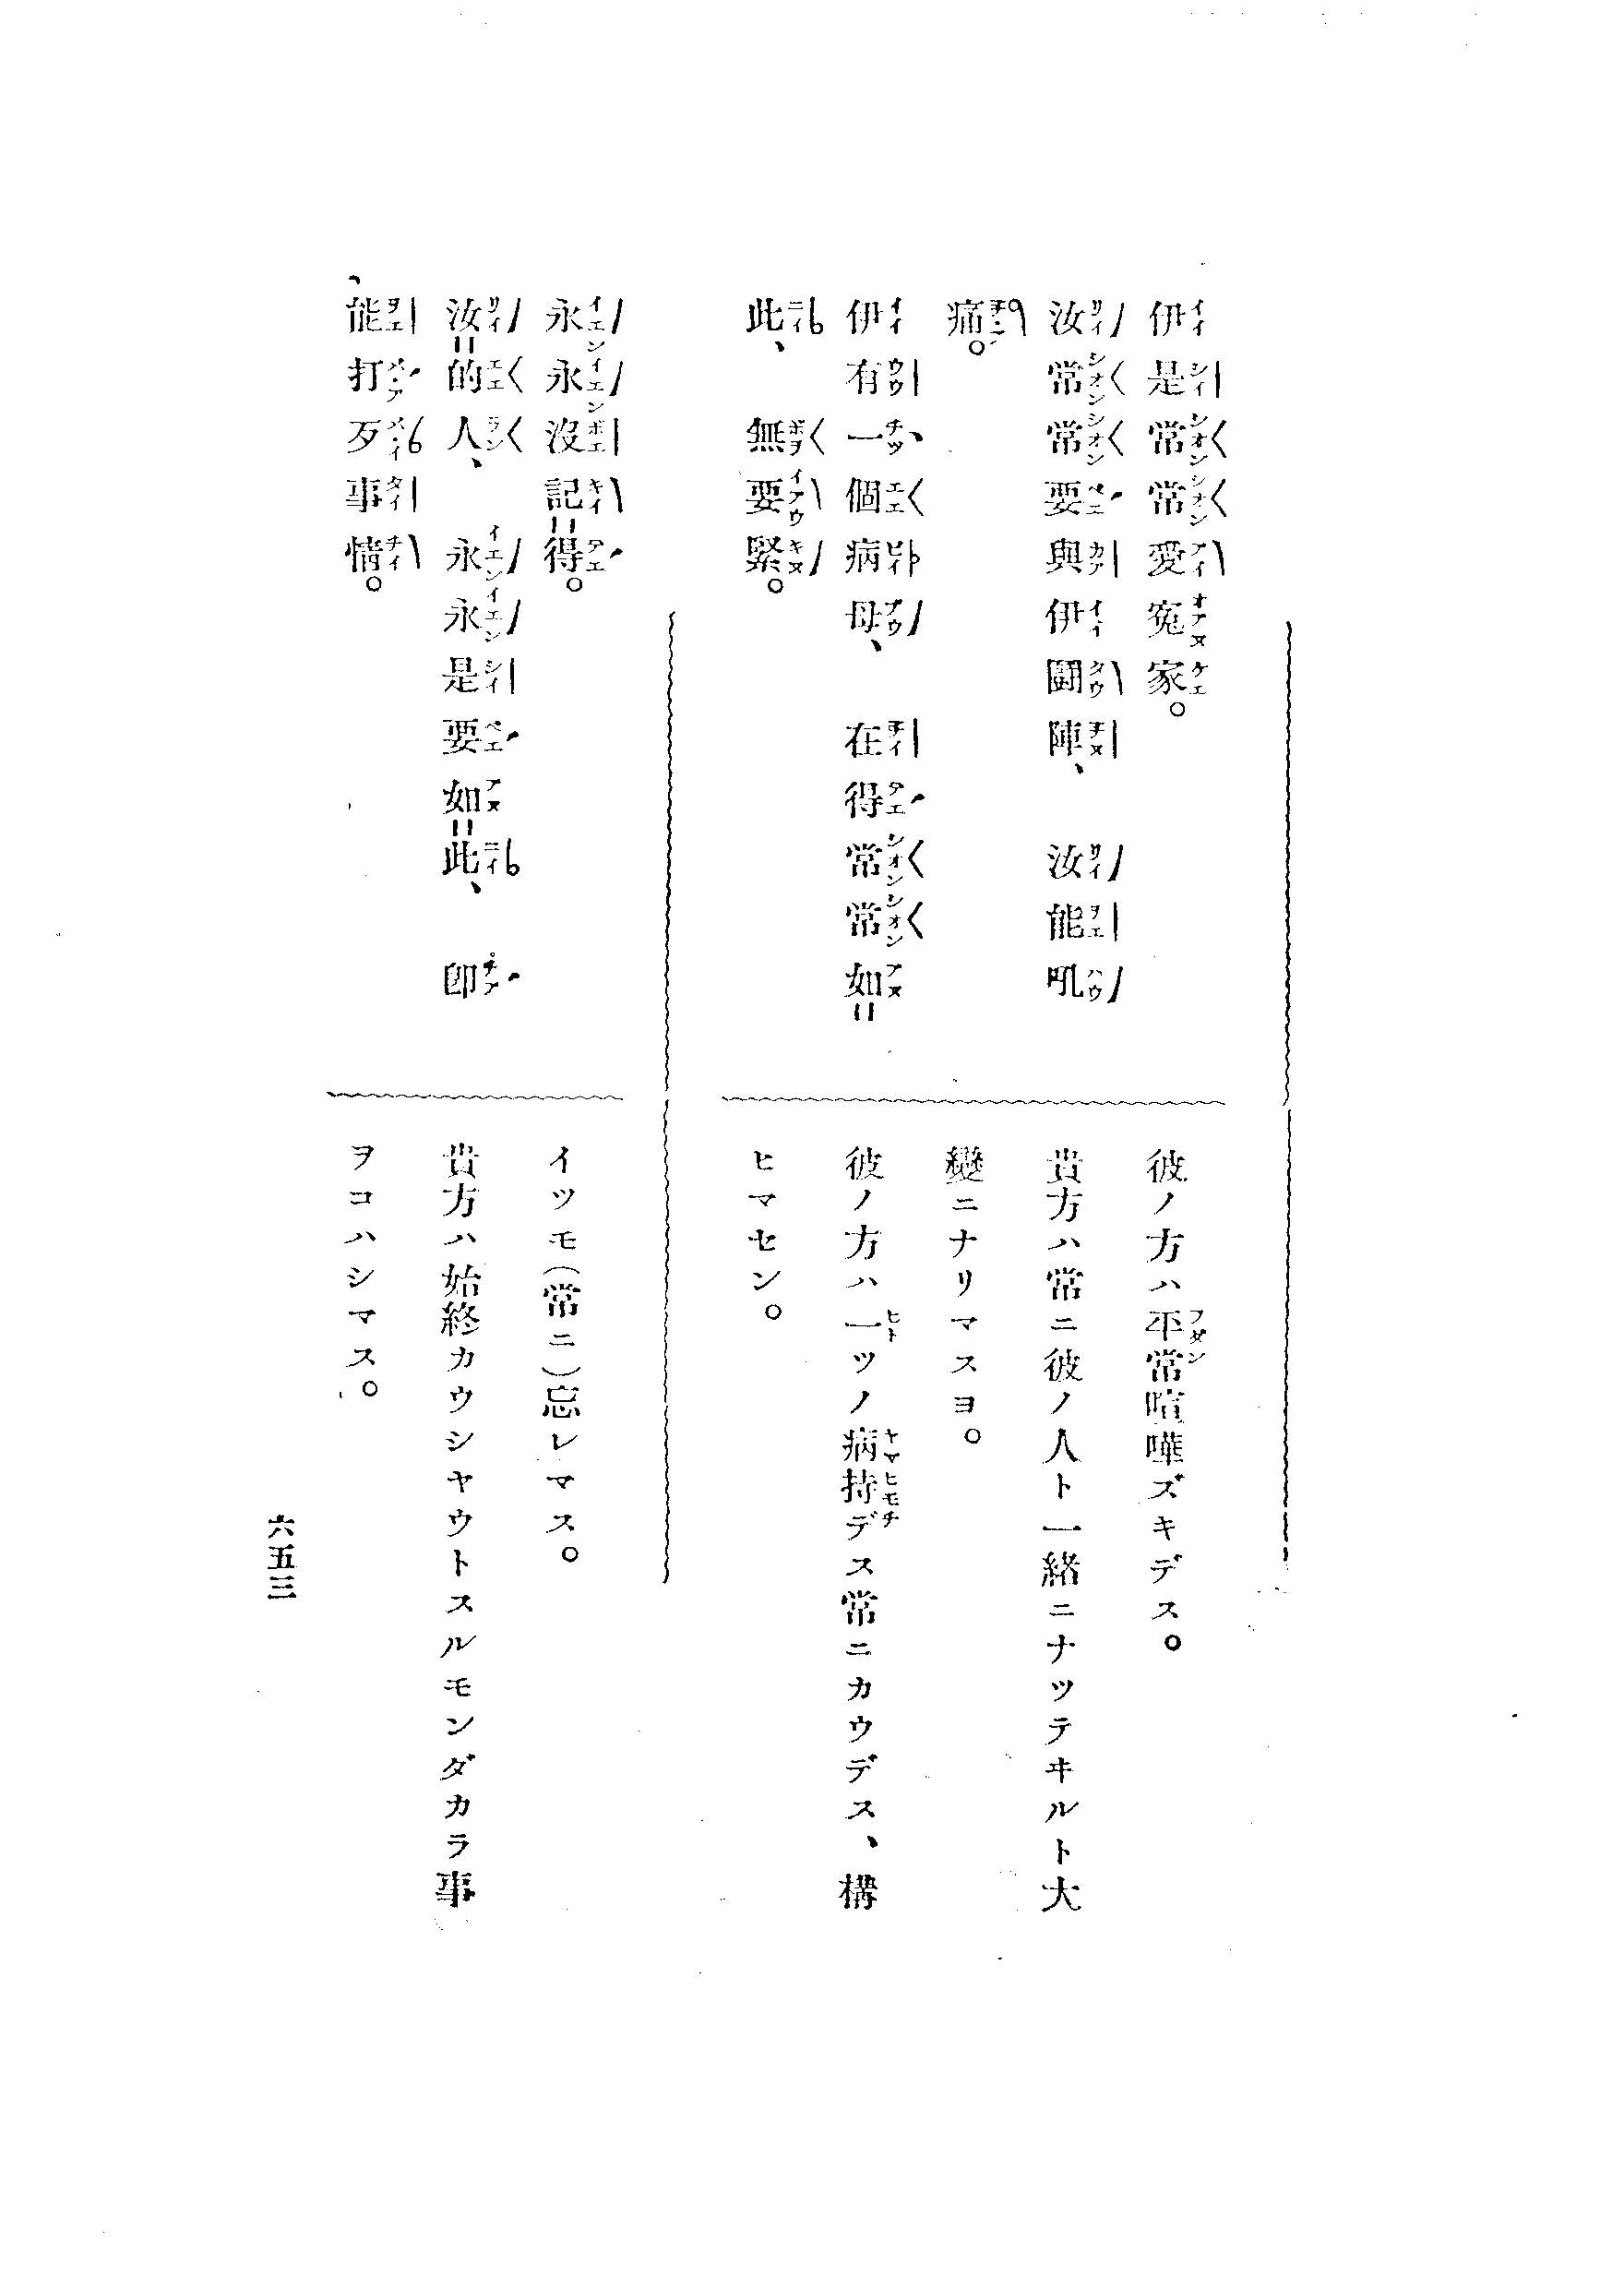 伊是常常愛寃家。
汝常常要與伊鬪陣、汝能吼
痛。
伊有一個病母、在得常常如=
此、無要緊。
彼ノ方ハ平常喧嘩ズキデス。
貴方ハ常ニ彼ノ人ト一緒ニナツテヰルト大
變ニナリマスヨ。
彼ノ方ハ一ツノ病持デス常ニカウデス、構
ヒマセン。
永永沒記=得。
汝=的人、永永是要如=此、卽
能打歹事情。
イツモ(常ニ)忘レマス。
貴方ハ始終カウシヤウトスルモンダカラ事
ヲコハシマス。
六五三